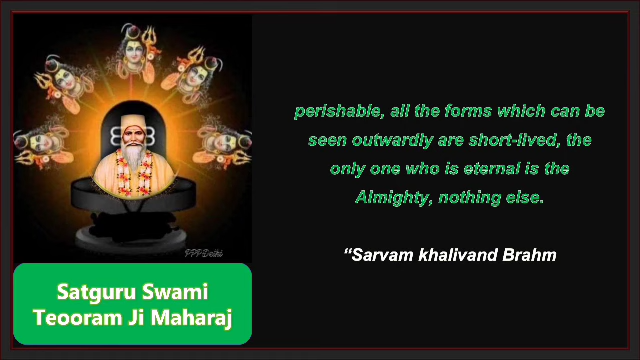 perishable, all the forms which can be
seen outwardly are short-lived, the
only one who is eternal is the
Almighty, nothing else.
“Sarvam khalivand Brahm
PPPDelhi
Satguru Swami
Teooram Ji Maharaj